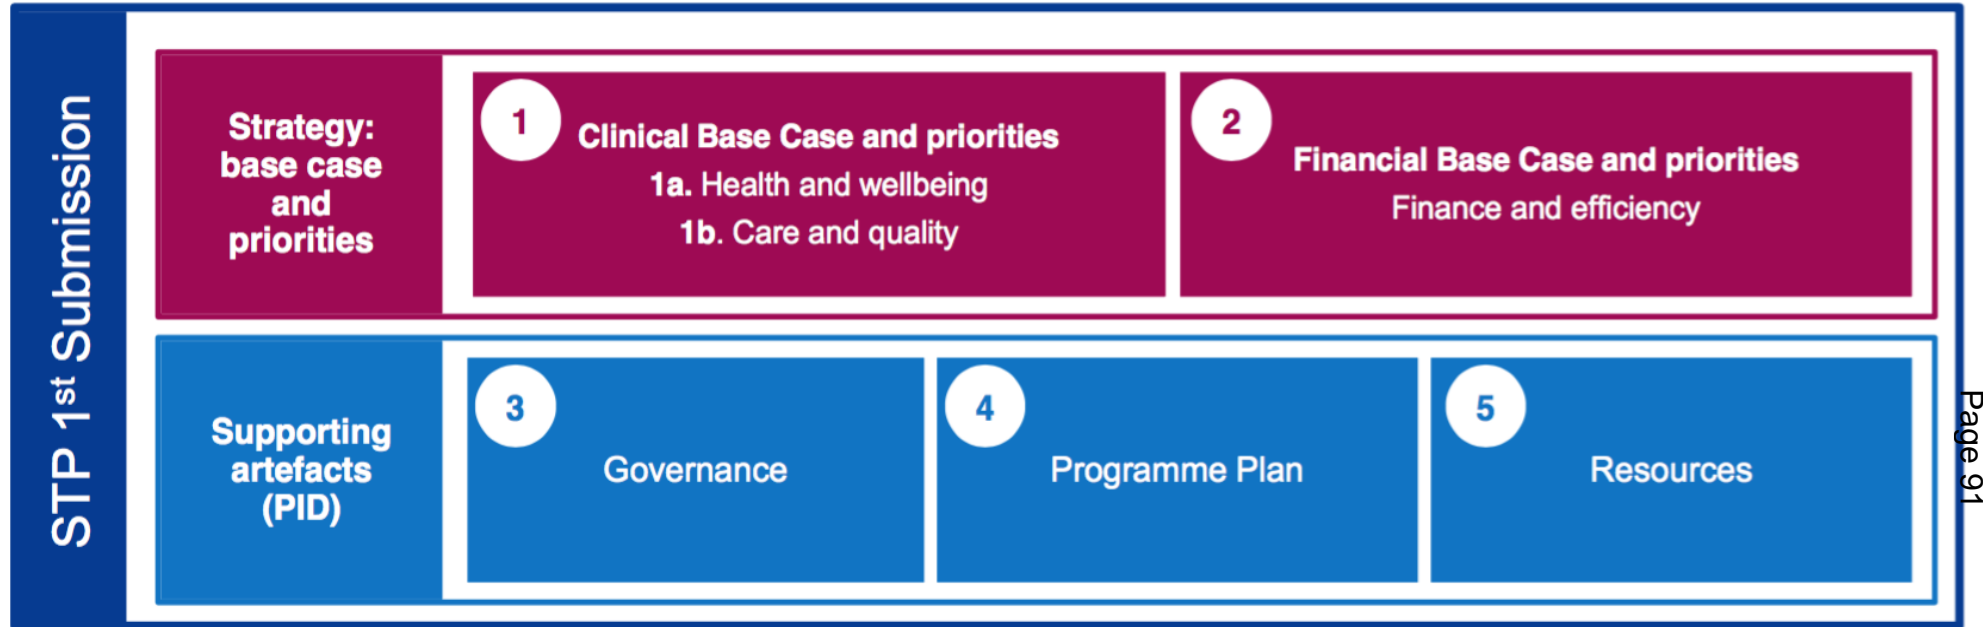 STP 1st Submission
Strategy:
base case
and
priorities
1
Clinical Base Case and priorities
1a. Health and wellbeing
1b. Care and quality
2
Financial Base Case and priorities
Finance and efficiency
Supporting
artefacts
(PID)
3
Governance
4
Programme Plan
5
Resources
Page 91